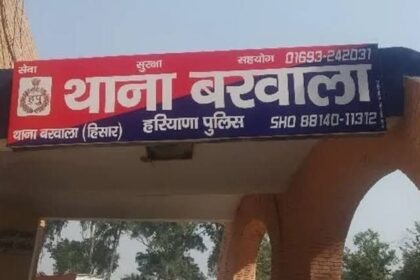 सेवा सुरक्षा सहयोग 01693-242031
थाना बरवाला
थाना बरवाला (हिसार) हरियाणा पुलिस SHO 88140-11312